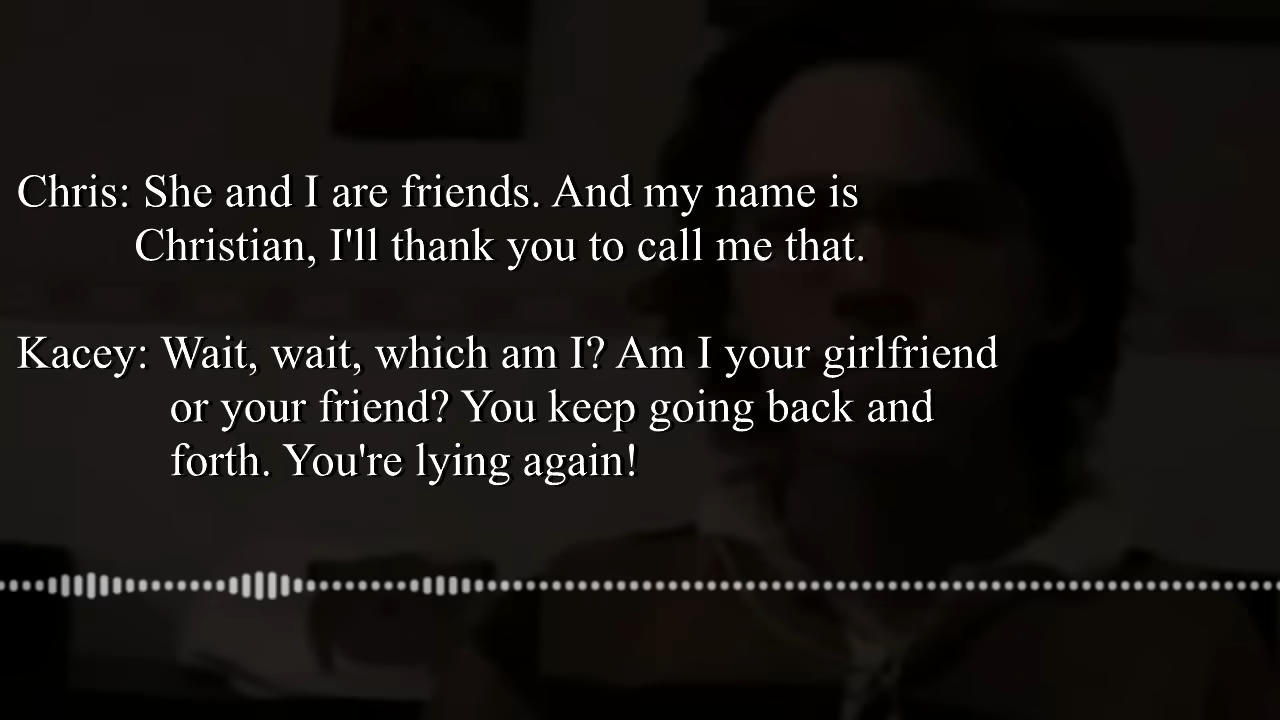 Chris: She and I are friends. And my name is
Christian, I'll thank you to call me that.
Kacey: Wait, wait, which am I? Am I your girlfriend
or your friend? You keep going back and
forth. You're lying again!